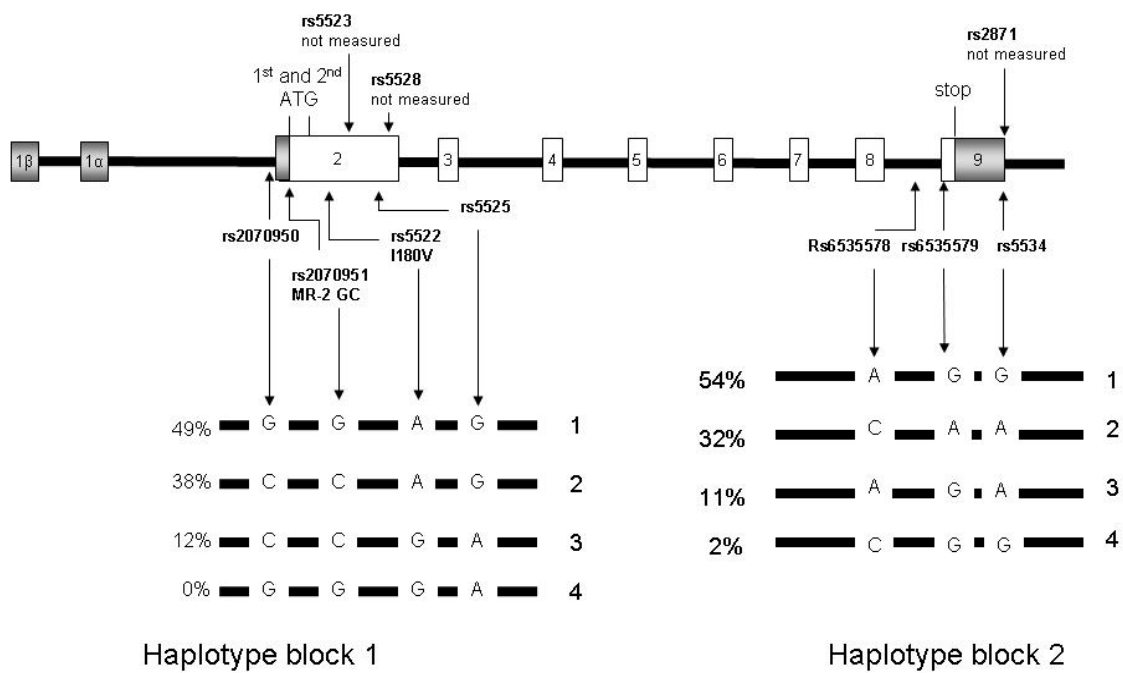 rs5523
not measured
rs2871
not measured
1st and 2nd
ATG
rs5528
not measured
stop
1β 1α 2 3 4 5 6 7 8 9
rs2070950
rs2070951
MR-2 GC
rs5522
I180V
rs5525
Rs6535578 rs6535579 rs5534
49% G G A G 1
38% C C A G 2
12% C C G A 3
0% G G G A 4
54% A G G 1
32% C A A 2
11% A G A 3
2% C G G 4
Haplotype block 1
Haplotype block 2